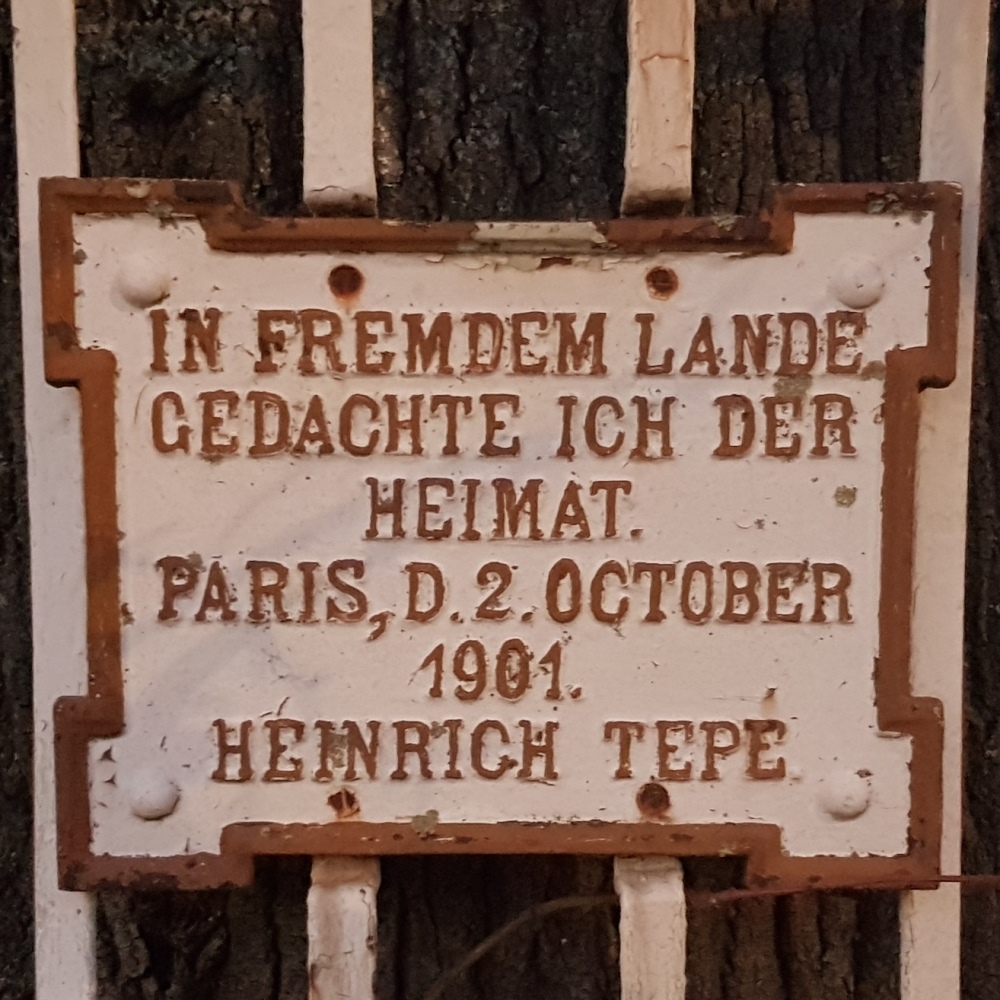 IN FREMDEM LANDE
GEDACHTE ICH DER
HEIMAT.
PARIS, D. 2. OCTOBER
1901.
HEINRICH TEPE